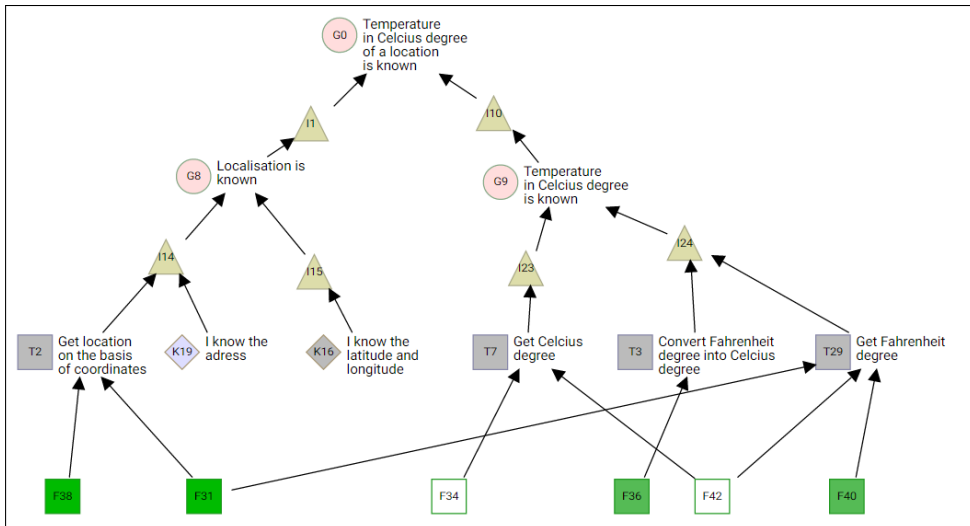 G0
Temperature
in Celcius degree
of a location
is known
I1
I10
G8
Localisation is
known
G9
Temperature
in Celcius degree
is known
I14
I15
I23
I24
T2
Get location
on the basis
of coordinates
K19
I know the
adress
K16
I know the
latitude and
longitude
T7
Get Celcius
degree
T3
Convert Fahrenheit
degree into Celcius
degree
T29
Get Fahrenheit
degree
F38
F31
F34
F36
F42
F40